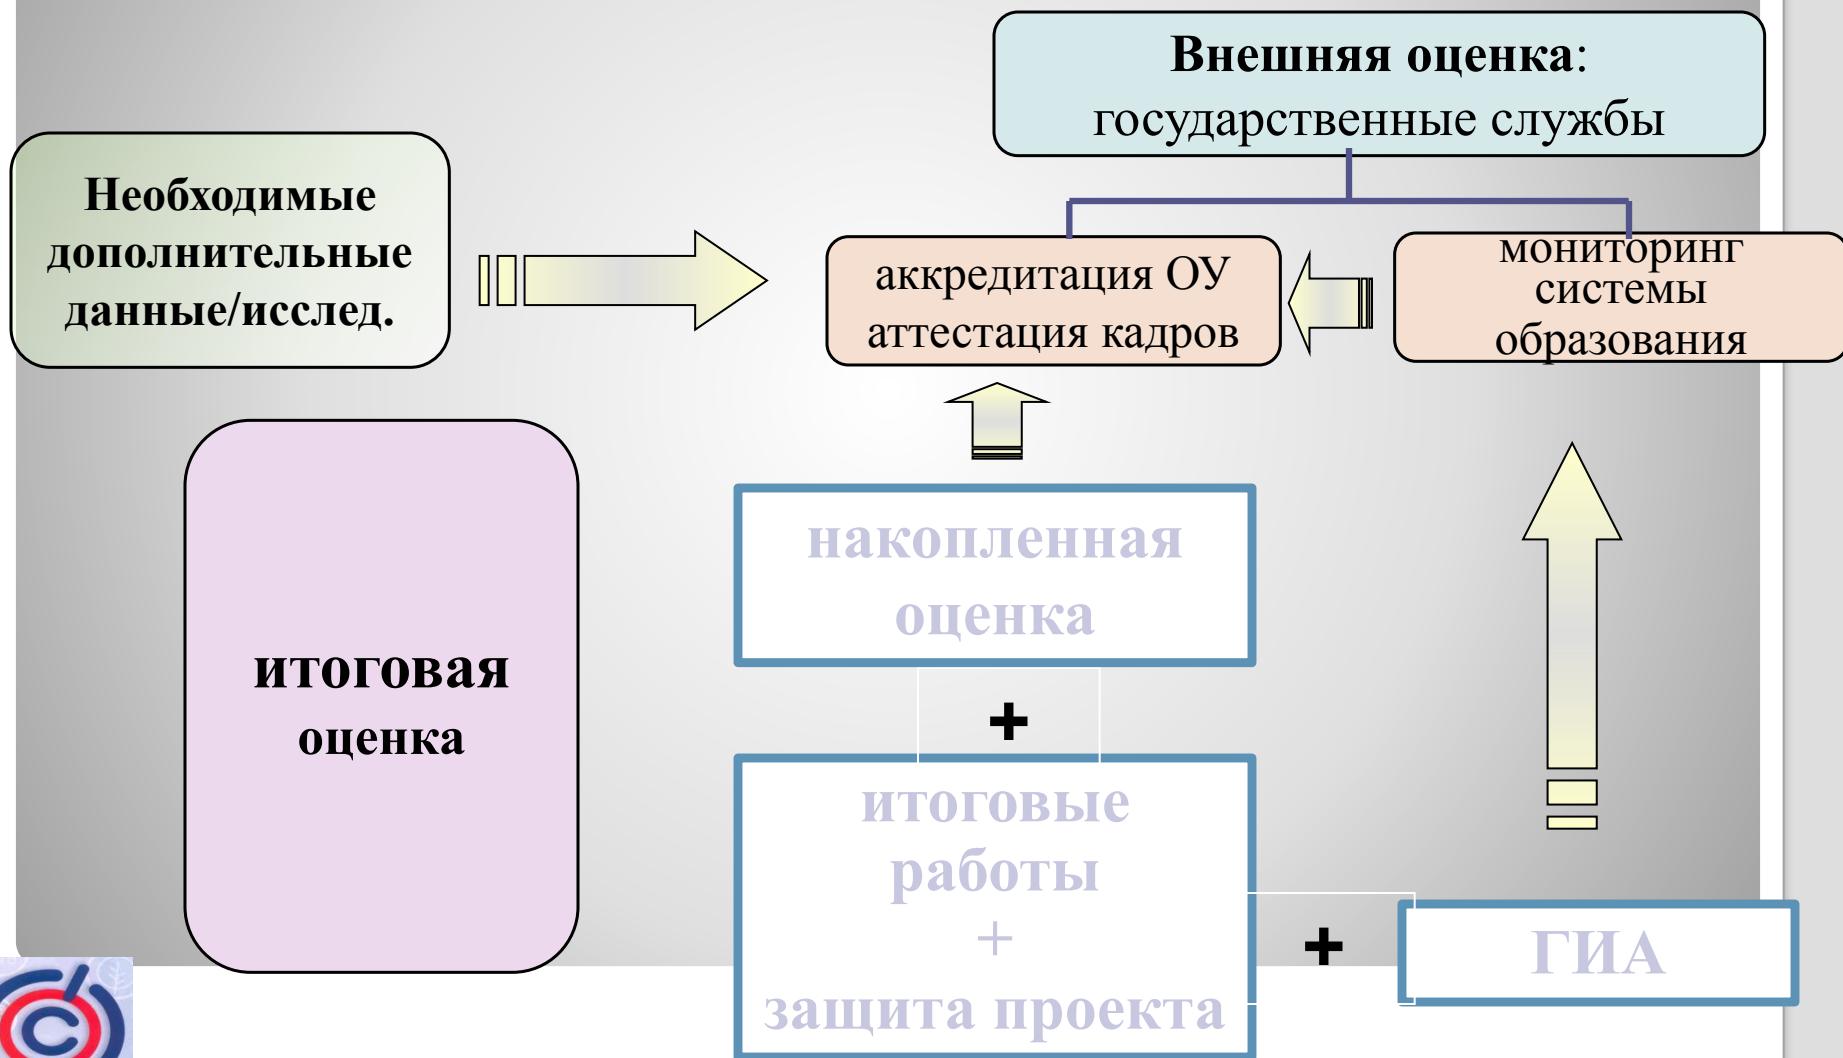 Внешняя оценка:
государственные службы
Необходимые
дополнительные
данные/исслед.
аккредитация ОУ
аттестация кадров
мониторинг
системы
образования
итоговая
оценка
накопленная
оценка
+
итоговые
работы
+
защита проекта
+
ГИА